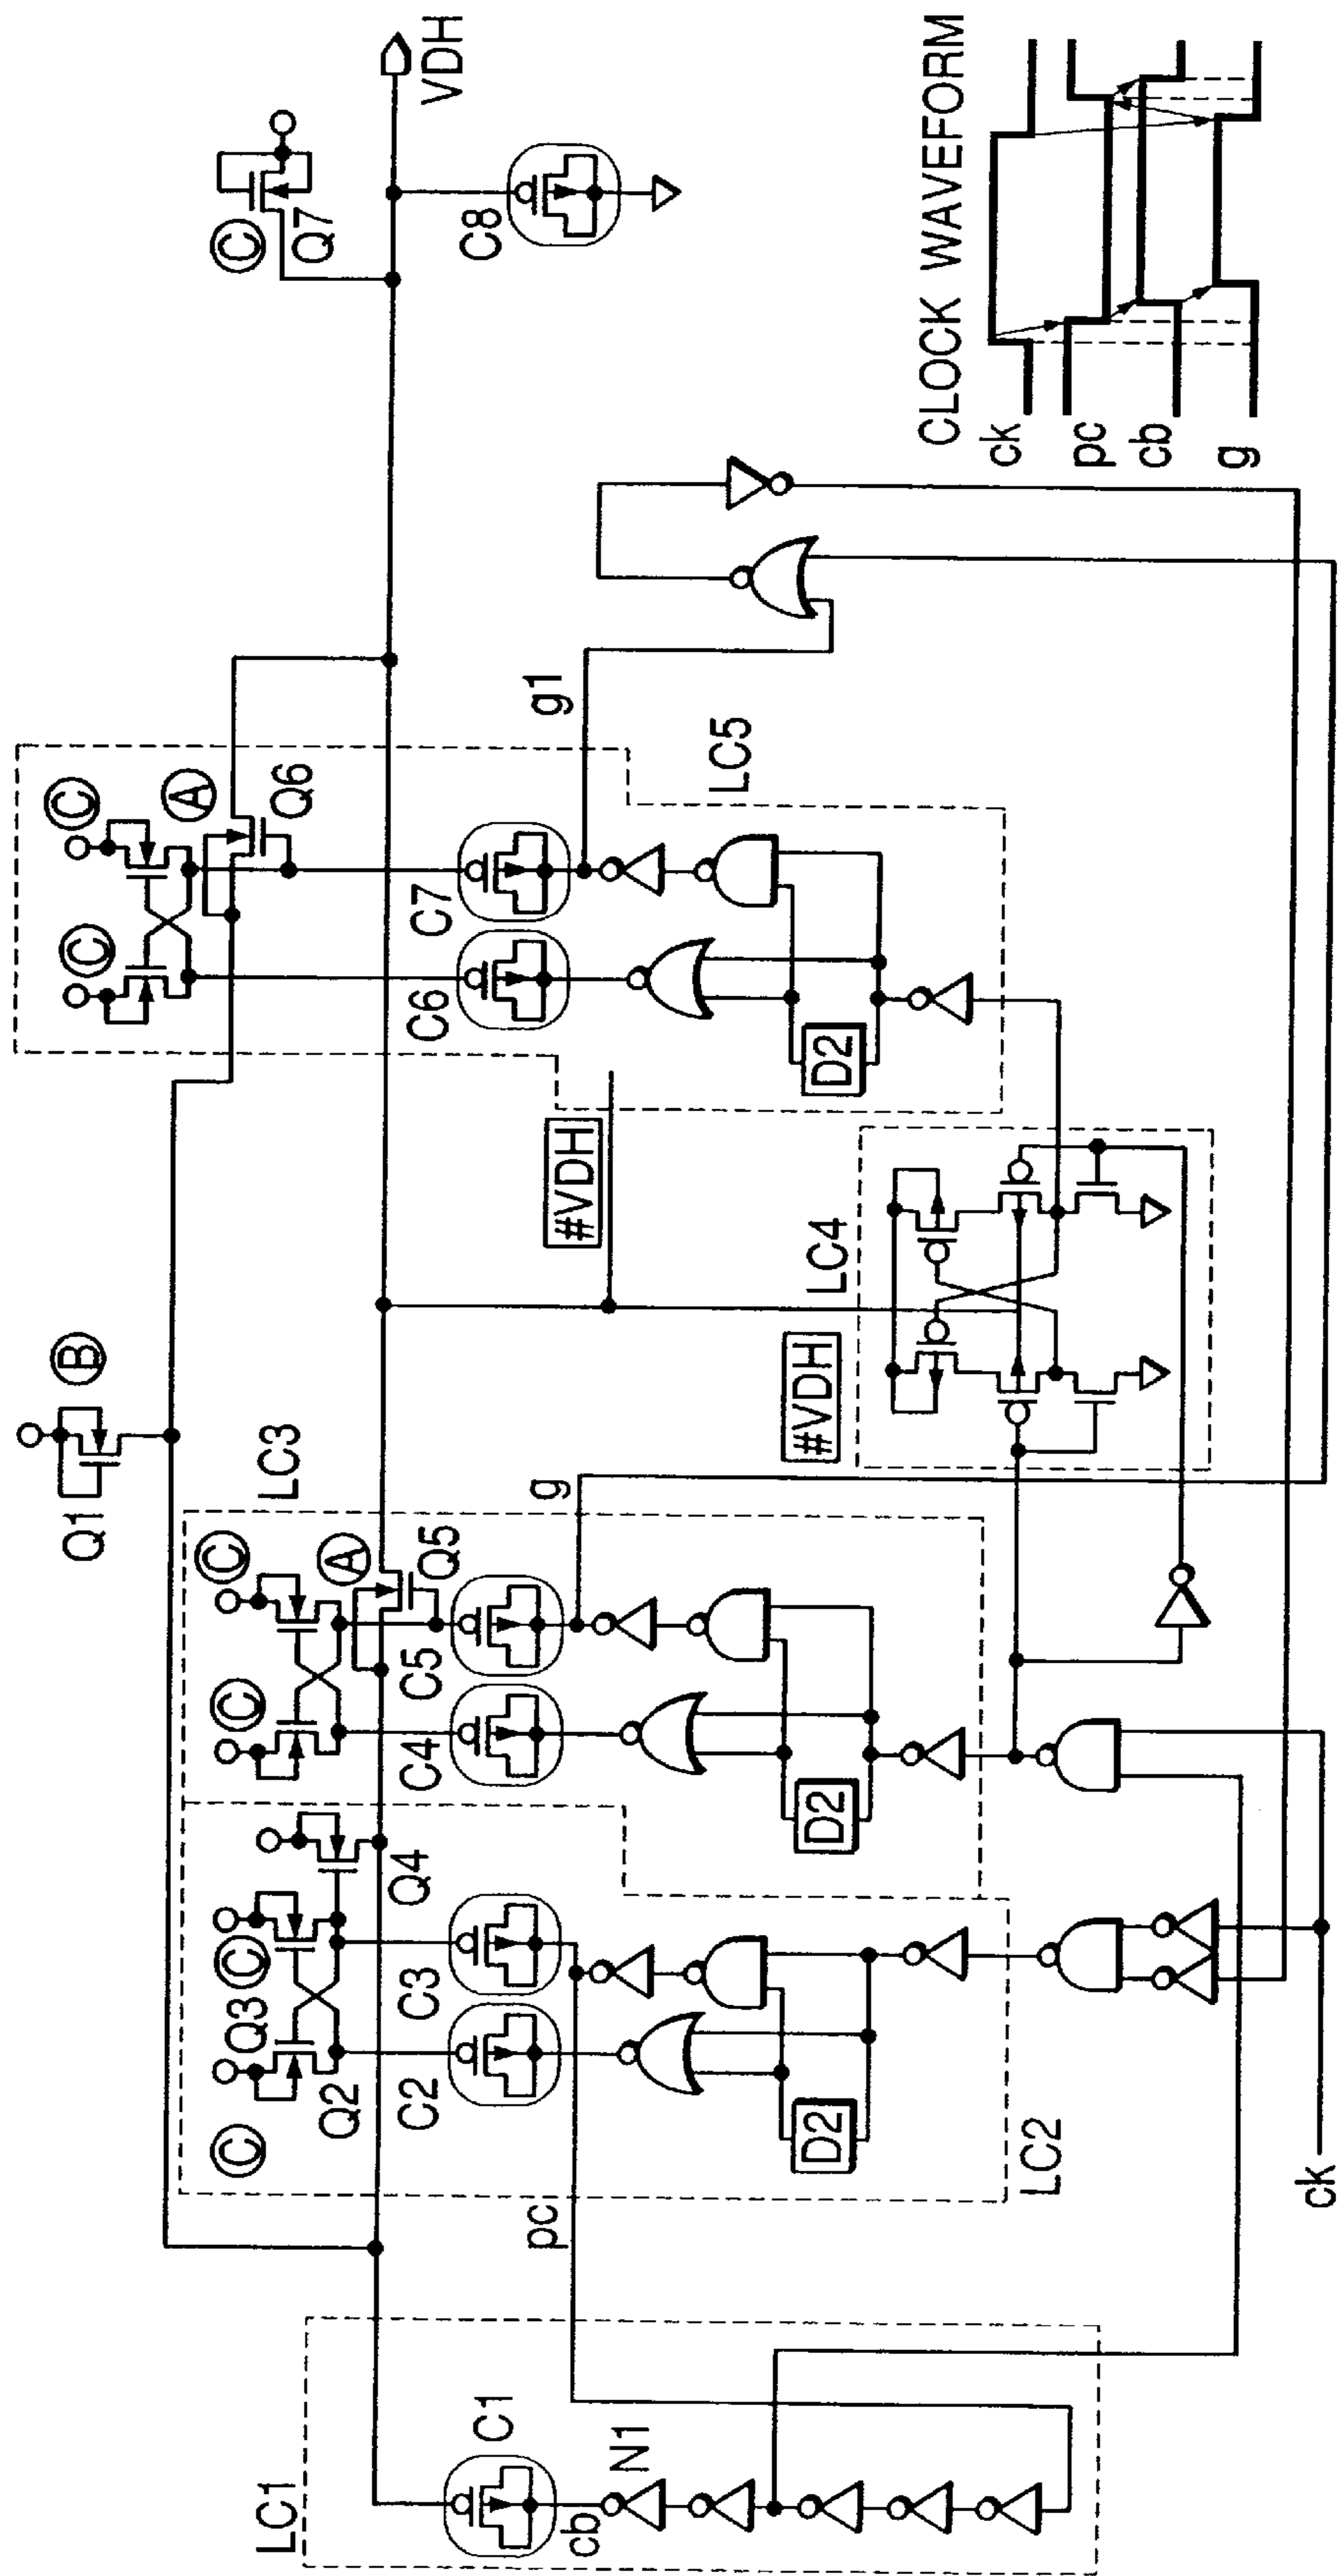 Q1
Ⓑ
LC3
Ⓒ
Q3
Ⓒ
Ⓒ
Ⓒ
Q2
Q4
Ⓐ
Q5
C2
C3
C4
C5
pc
g
D2
D2
LC2
LC1
C1
cb
N1
ck
#VDH
#VDH
LC4
Ⓒ
Ⓒ
Ⓐ
Q6
C6
C7
D2
LC5
g1
Ⓒ
Q7
C8
VDH
CLOCK WAVEFORM
ck
pc
cb
g